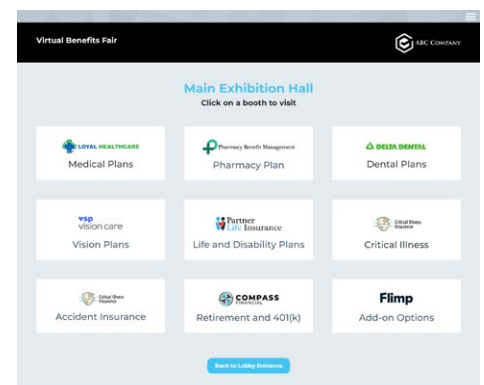 Virtual Benefits Fair
ABC COMPANY
Main Exhibition Hall
Click on a booth to visit
LOYAL HEALTHCARE
Medical Plans
Pharmacy Benefit Management
Pharmacy Plan
DELTA DENTAL
Dental Plans
vsp
vision care
Vision Plans
Partner
Life Insurance
Life and Disability Plans
Critical Illness
Insurance
Critical Illness
Critical Illness
Insurance
Accident Insurance
COMPASS
FINANCIAL
Retirement and 401(k)
Flimp
Add-on Options
Back to Lobby Entrance